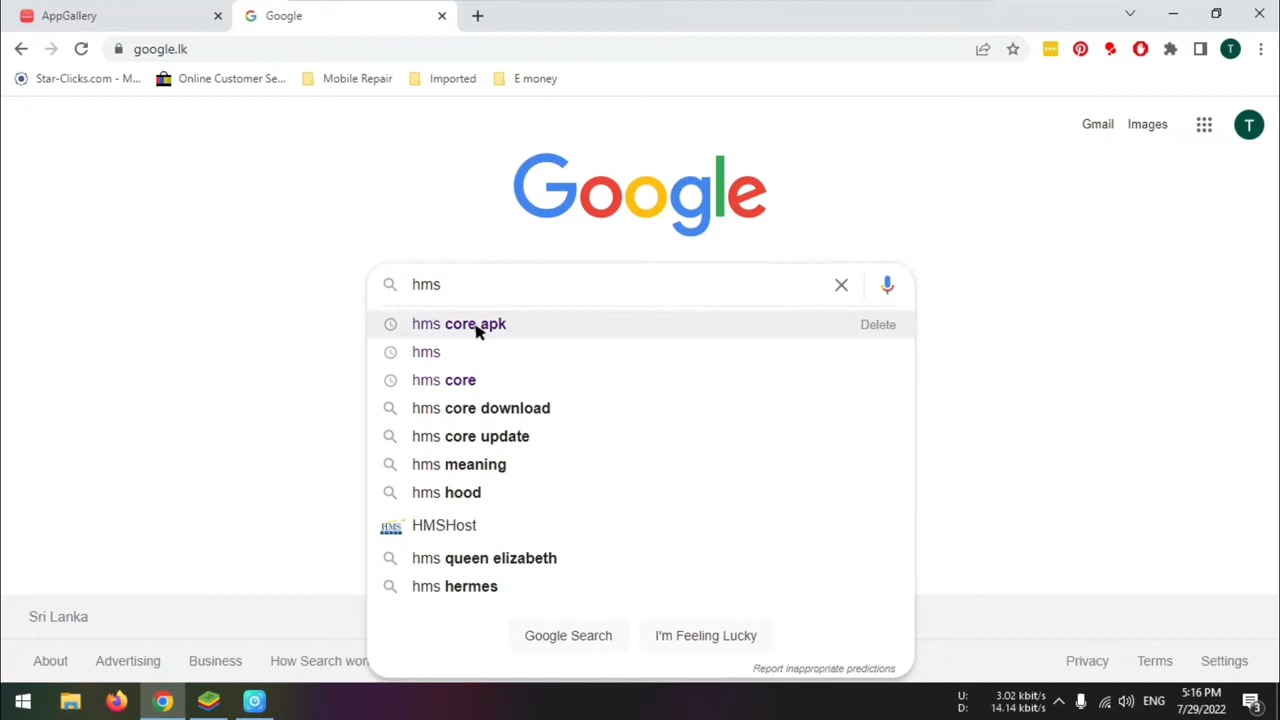 AppGallery
Google
google.lk
Star-Clicks.com - M...
Online Customer Se...
Mobile Repair
Imported
E money
T
Gmail
Images
T
Google
hms
hms core apk
Delete
hms
hms core
hms core download
hms core update
hms meaning
hms hood
HMS HOST
HMSHost
hms queen elizabeth
hms hermes
Google Search
I'm Feeling Lucky
Report inappropriate predictions
Sri Lanka
About
Advertising
Business
How Search wor
Privacy
Terms
Settings
U: 3.02 kbit/s
D: 14.14 kbit/s
ENG
5:16 PM
7/29/2022
3